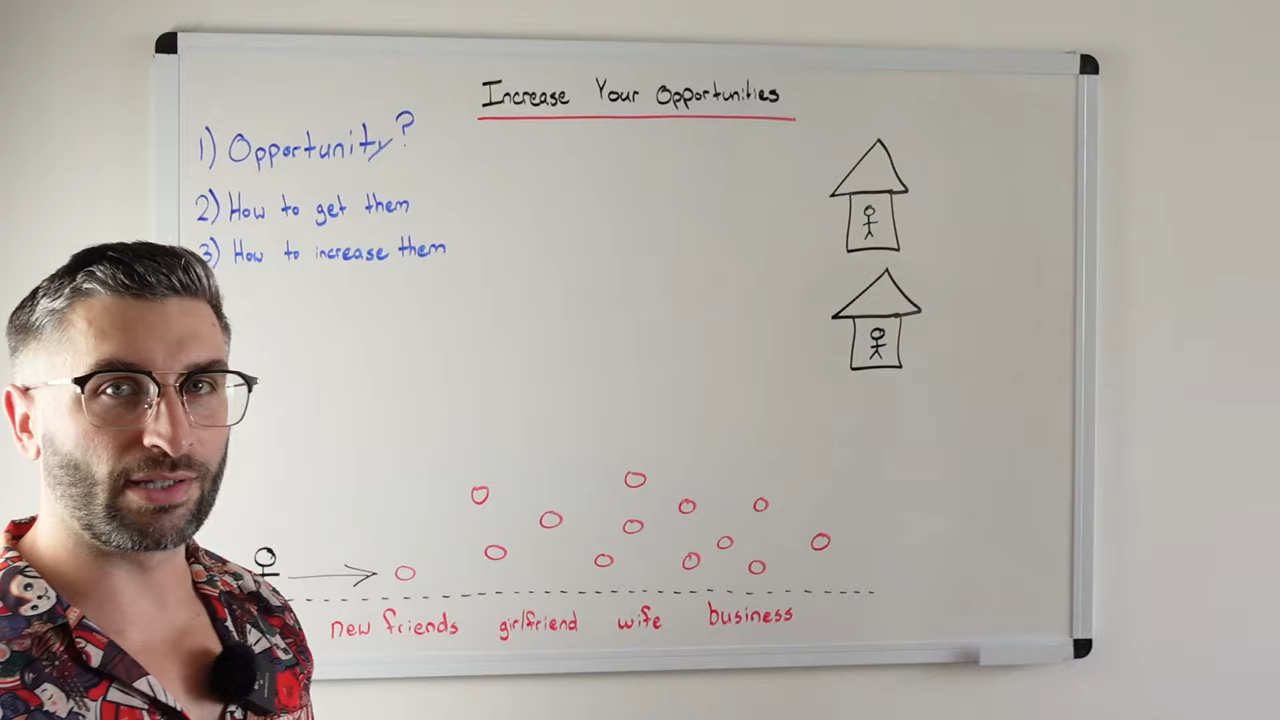 Increase Your Opportunities
1) Opportunity?
2) How to get them
3) How to increase them
new friends girlfriend wife business